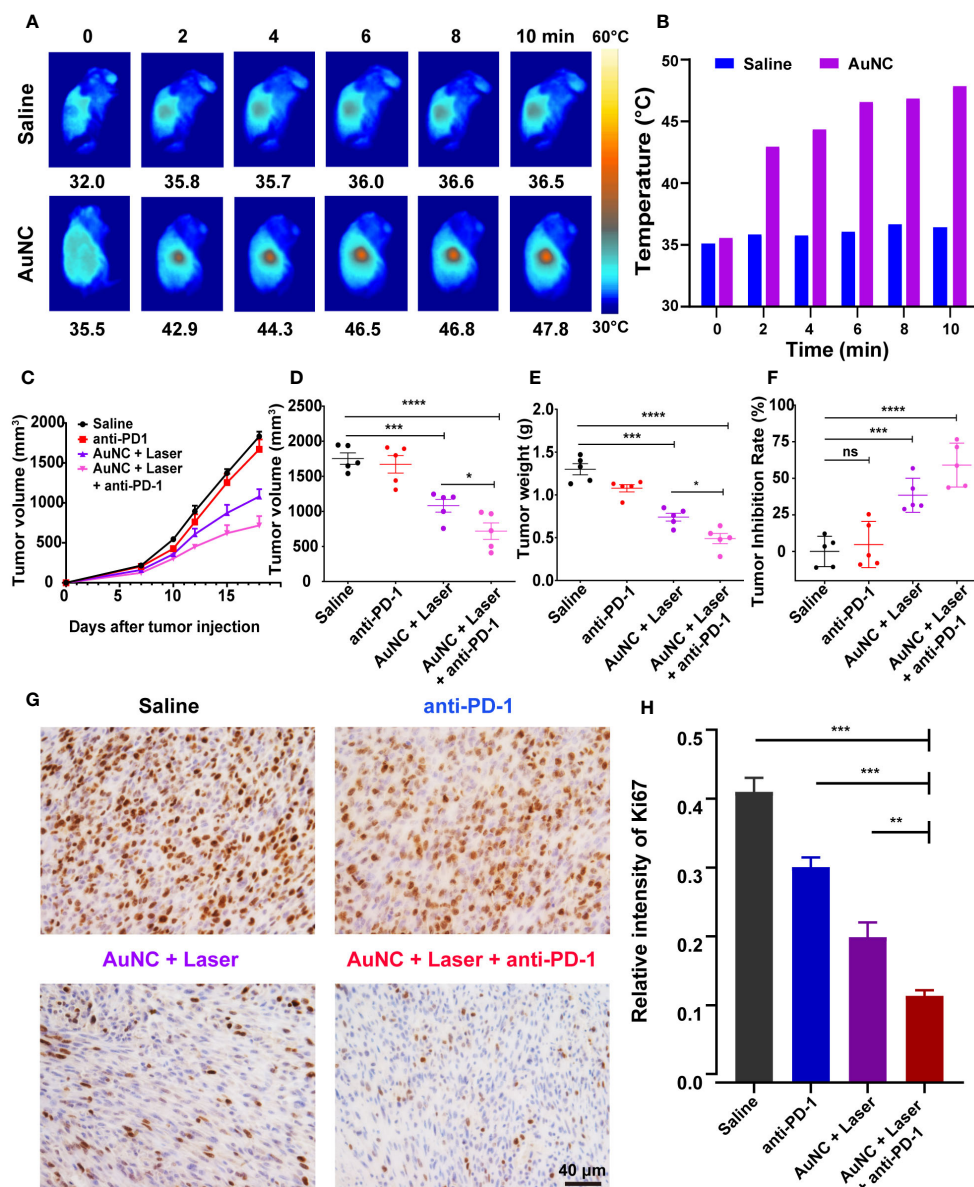 A
0 2 4 6 8 10 min
60°C
Saline
32.0 35.8 35.7 36.0 36.6 36.5
AuNC
35.5 42.9 44.3 46.5 46.8 47.8
30°C
B
Saline AuNC
Temperature (°C)
50
45
40
35
30
0 2 4 6 8 10
Time (min)
C
Tumor volume (mm³)
2000
1500
1000
500
0
0 5 10 15
Days after tumor injection
Saline
anti-PD1
AuNC + Laser
AuNC + Laser
+ anti-PD-1
D
Tumor volume (mm³)
2500
2000
1500
1000
500
0
****
***
*
Saline
anti-PD-1
AuNC + Laser
AuNC + Laser
+ anti-PD-1
E
Tumor weight (g)
2.0
1.5
1.0
0.5
0.0
****
***
*
Saline
anti-PD-1
AuNC + Laser
AuNC + Laser
+ anti-PD-1
F
Tumor Inhibition Rate (%)
100
75
50
25
0
****
***
ns
Saline
anti-PD-1
AuNC + Laser
AuNC + Laser
+ anti-PD-1
G
Saline
anti-PD-1
AuNC + Laser
AuNC + Laser + anti-PD-1
40 µm
H
Relative intensity of Ki67
0.5
0.4
0.3
0.2
0.1
0.0
***
***
**
Saline
anti-PD-1
AuNC + Laser
AuNC + Laser
+ anti-PD-1